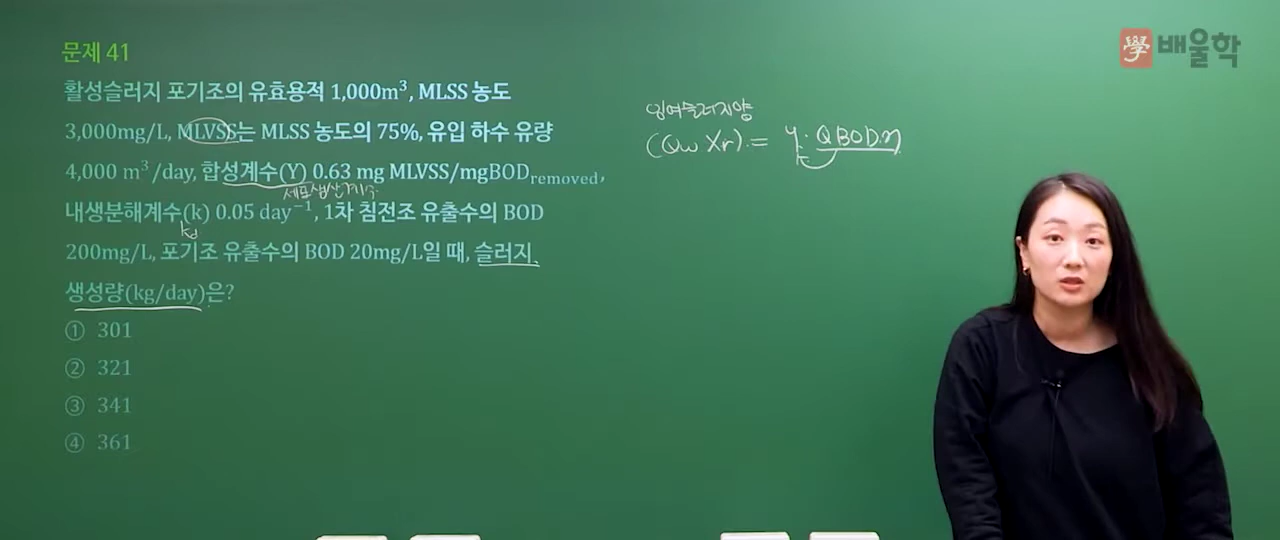 學 배울학
문제 41
활성슬러지 포기조의 유효용적 1,000m³, MLSS 농도
3,000mg/L, MLVSS는 MLSS 농도의 75%, 유입 하수 유량
4,000 m³/day, 합성계수(Y) 0.63 mg MLVSS/mgBODremoved,
세포생산계수
내생분해계수(k) 0.05 day⁻¹, 1차 침전조 유출수의 BOD
kd
200mg/L, 포기조 유출수의 BOD 20mg/L일 때, 슬러지
생성량(kg/day)은?
① 301
② 321
③ 341
④ 361
잉여슬러지양
(Qw Xr) = y · Q BOD · η